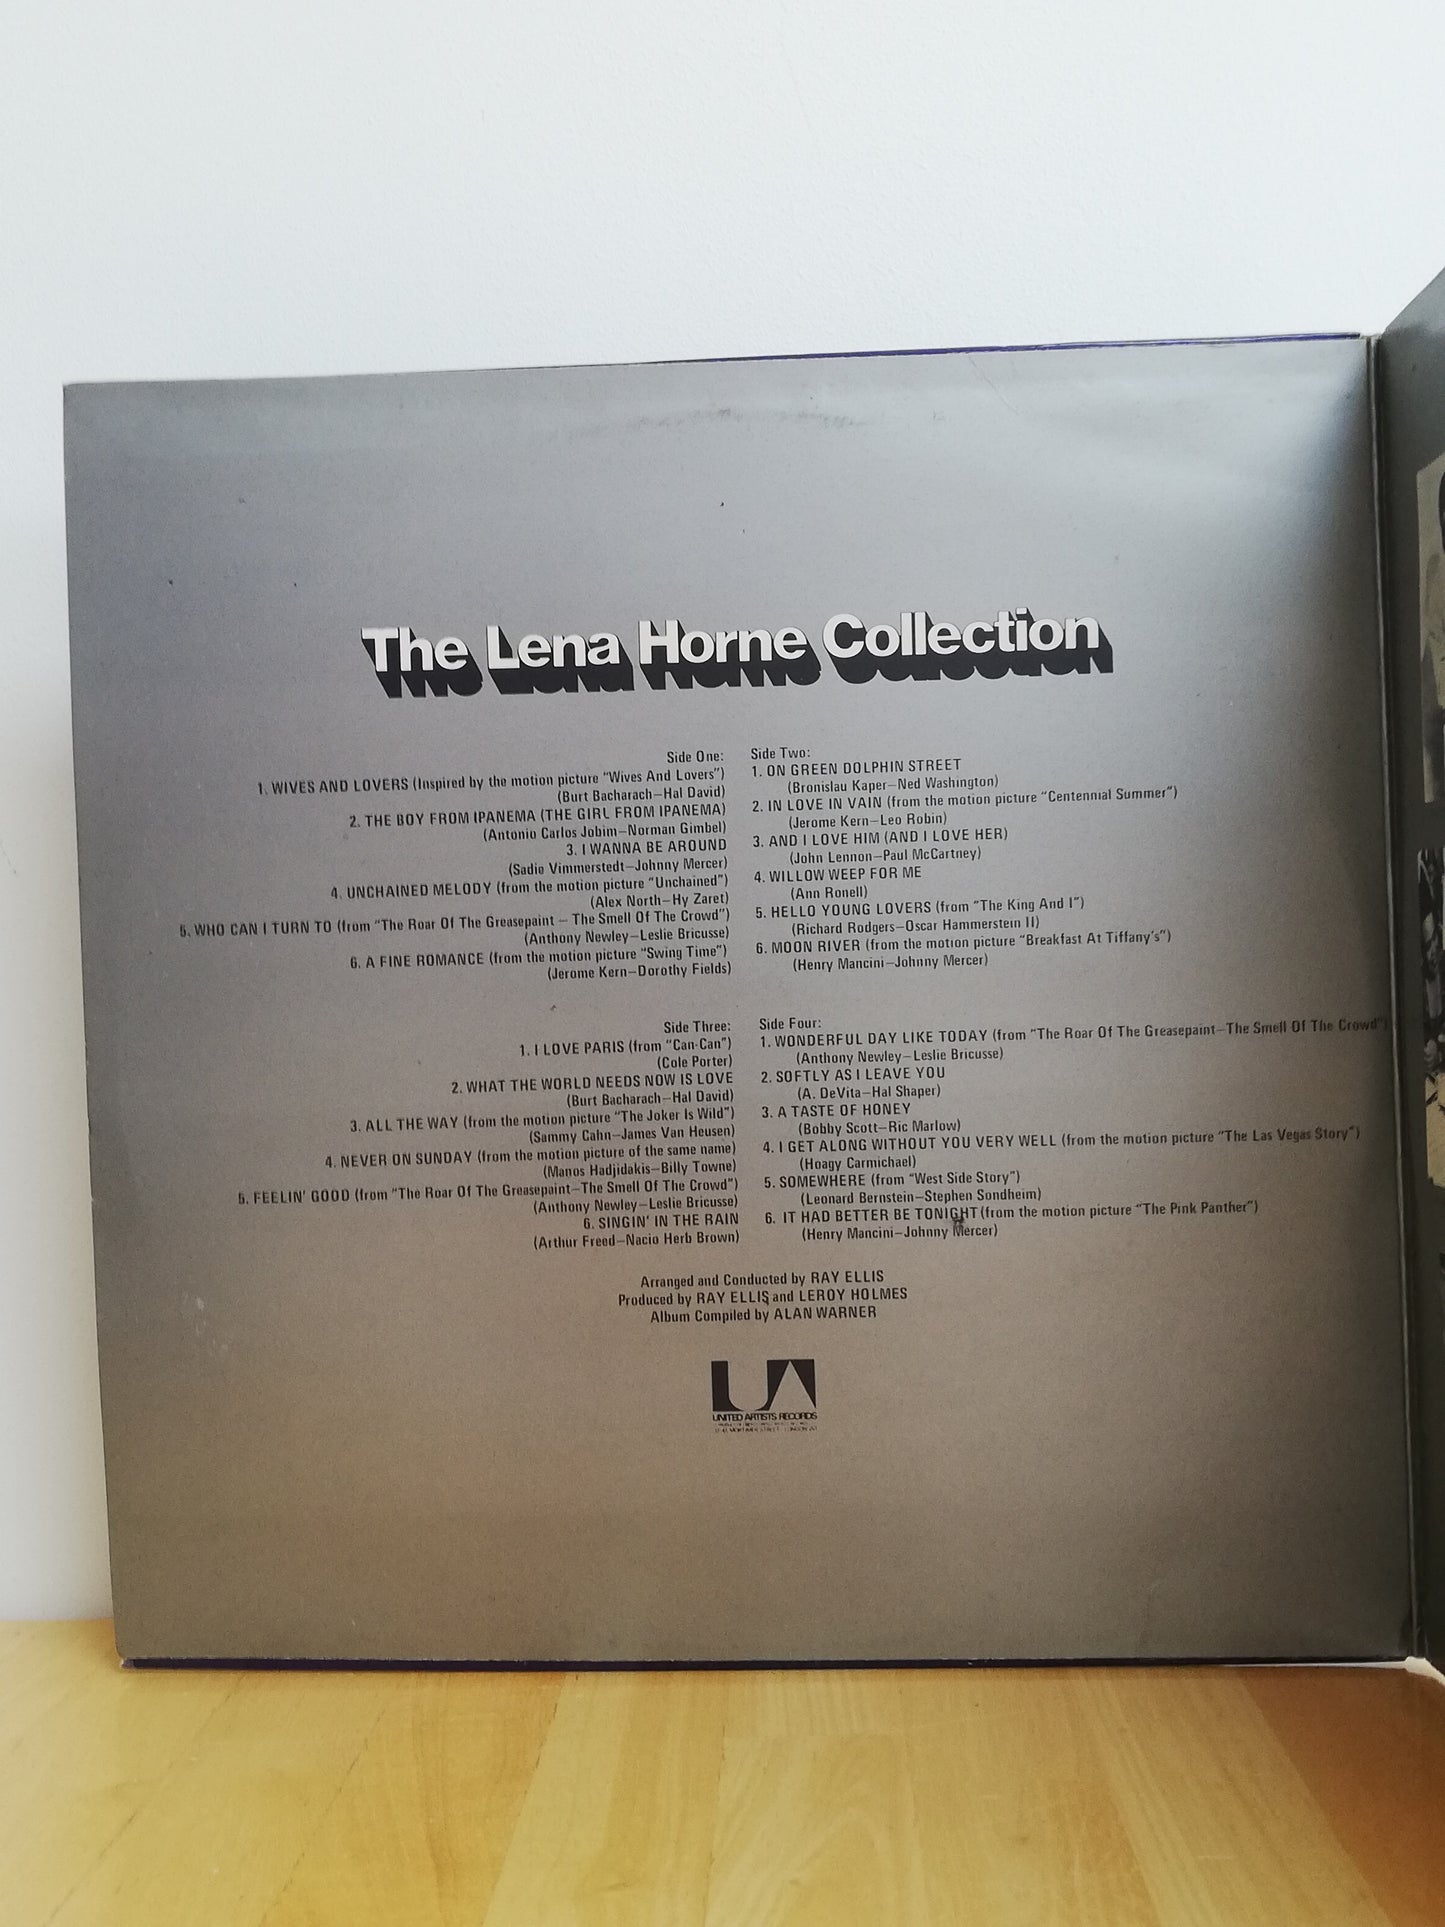 The Lena Horne Collection
Side One:
1. WIVES AND LOVERS (Inspired by the motion picture "Wives And Lovers")
(Burt Bacharach–Hal David)
2. THE BOY FROM IPANEMA (THE GIRL FROM IPANEMA)
(Antonio Carlos Jobim–Norman Gimbel)
3. I WANNA BE AROUND
(Sadio Vimmerstedt–Johnny Mercer)
4. UNCHAINED MELODY (from the motion picture "Unchained")
(Alex North–Hy Zaret)
5. WHO CAN I TURN TO (from "The Roar Of The Greasepaint – The Smell Of The Crowd")
(Anthony Newley–Leslie Bricusse)
6. A FINE ROMANCE (from the motion picture "Swing Time")
(Jerome Kern–Dorothy Fields)
Side Two:
1. ON GREEN DOLPHIN STREET
(Bronislau Kaper–Ned Washington)
2. IN LOVE IN VAIN (from the motion picture "Centennial Summer")
(Jerome Kern–Leo Robin)
3. AND I LOVE HIM (AND I LOVE HER)
(John Lennon–Paul McCartney)
4. WILLOW WEEP FOR ME
(Ann Ronell)
5. HELLO YOUNG LOVERS (from "The King And I")
(Richard Rodgers–Oscar Hammerstein II)
6. MOON RIVER (from the motion picture "Breakfast At Tiffany's")
(Henry Mancini–Johnny Mercer)
Side Three:
1. I LOVE PARIS (from "Can-Can")
(Cole Porter)
2. WHAT THE WORLD NEEDS NOW IS LOVE
(Burt Bacharach–Hal David)
3. ALL THE WAY (from the motion picture "The Joker Is Wild")
(Sammy Cahn–James Van Heusen)
4. NEVER ON SUNDAY (from the motion picture of the same name)
(Manos Hadjidakis–Billy Towne)
5. FEELIN' GOOD (from "The Roar Of The Greasepaint–The Smell Of The Crowd")
(Anthony Newley–Leslie Bricusse)
6. SINGIN' IN THE RAIN
(Arthur Freed–Nacio Herb Brown)
Side Four:
1. WONDERFUL DAY LIKE TODAY (from "The Roar Of The Greasepaint–The Smell Of The Crowd")
(Anthony Newley–Leslie Bricusse)
2. SOFTLY AS I LEAVE YOU
(A. DeVita–Hal Shaper)
3. A TASTE OF HONEY
(Bobby Scott–Ric Marlow)
4. I GET ALONG WITHOUT YOU VERY WELL (from the motion picture "The Las Vegas Story")
(Hoagy Carmichael)
5. SOMEWHERE (from "West Side Story")
(Leonard Bernstein–Stephen Sondheim)
6. IT HAD BETTER BE TONIGHT (from the motion picture "The Pink Panther")
(Henry Mancini–Johnny Mercer)
Arranged and Conducted by RAY ELLIS
Produced by RAY ELLIS and LEROY HOLMES
Album Compiled by ALAN WARNER
UA
UNITED ARTISTS RECORDS
MORTIMER STREET LONDON